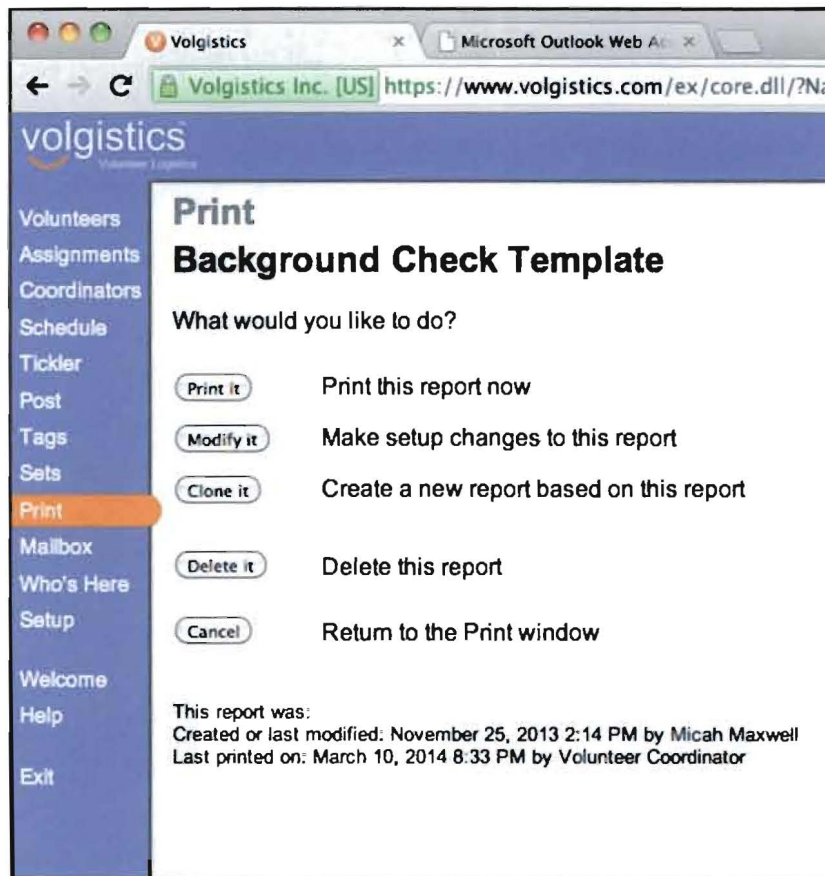 Volgistics
Microsoft Outlook Web Ac
Volgistics Inc. [US] https://www.volgistics.com/ex/core.dll/?Na
volgistics
Volunteer Logistics
Volunteers
Assignments
Coordinators
Schedule
Tickler
Post
Tags
Sets
Print
Mailbox
Who's Here
Setup
Welcome
Help
Exit
Print
Background Check Template
What would you like to do?
Print it Print this report now
Modify it Make setup changes to this report
Clone it Create a new report based on this report
Delete it Delete this report
Cancel Return to the Print window
This report was:
Created or last modified: November 25, 2013 2:14 PM by Micah Maxwell
Last printed on: March 10, 2014 8:33 PM by Volunteer Coordinator